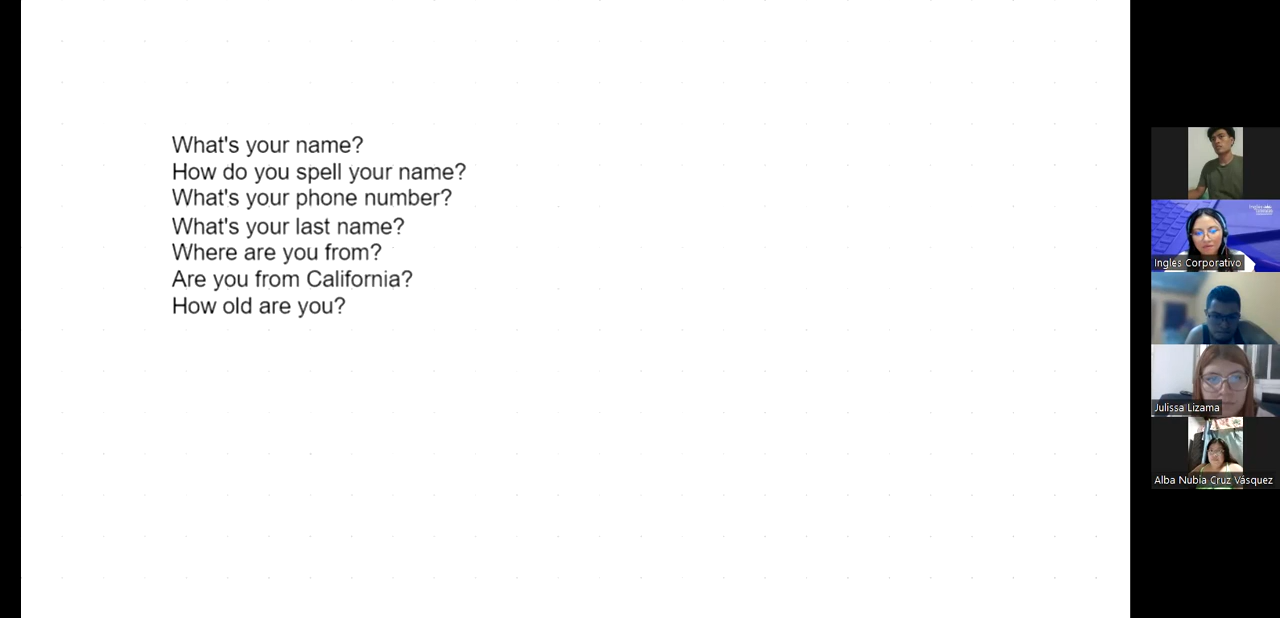 What's your name?
How do you spell your name?
What's your phone number?
What's your last name?
Where are you from?
Are you from California?
How old are you?
Inglés Corporativo
Julissa Lizama
Alba Nubia Cruz Vásquez